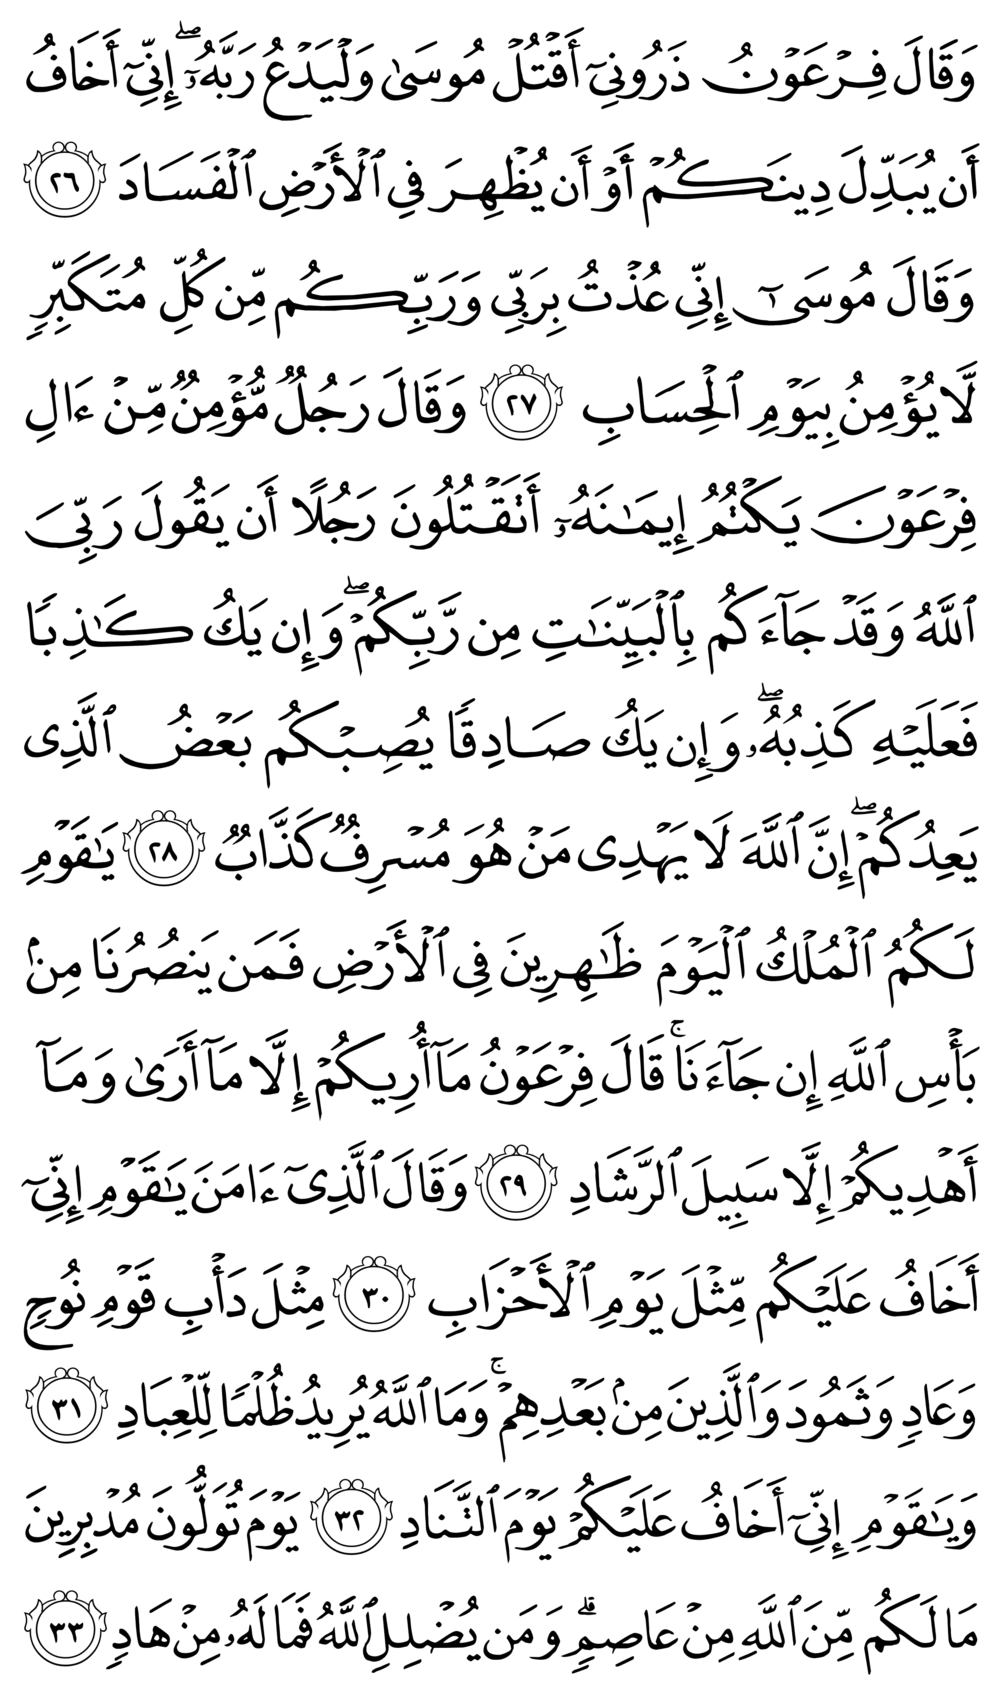 وَقَالَ فِرۡعَوۡنُ ذَرُونِيٓ أَقۡتُلۡ مُوسَىٰ وَلۡيَدۡعُ رَبَّهُۥٓۖ إِنِّيٓ أَخَافُ
أَن يُبَدِّلَ دِينَكُمۡ أَوۡ أَن يُظۡهِرَ فِي ٱلۡأَرۡضِ ٱلۡفَسَادَ ٢٦
وَقَالَ مُوسَىٰٓ إِنِّي عُذۡتُ بِرَبِّي وَرَبِّكُم مِّن كُلِّ مُتَكَبِّرٖ
لَّا يُؤۡمِنُ بِيَوۡمِ ٱلۡحِسَابِ ٢٧ وَقَالَ رَجُلٞ مُّؤۡمِنٞ مِّنۡ ءَالِ
فِرۡعَوۡنَ يَكۡتُمُ إِيمَٰنَهُۥٓ أَتَقۡتُلُونَ رَجُلًا أَن يَقُولَ رَبِّيَ
ٱللَّهُ وَقَدۡ جَآءَكُم بِٱلۡبَيِّنَٰتِ مِن رَّبِّكُمۡۖ وَإِن يَكُ كَٰذِبٗا
فَعَلَيۡهِ كَذِبُهُۥۖ وَإِن يَكُ صَادِقٗا يُصِبۡكُم بَعۡضُ ٱلَّذِي
يَعِدُكُمۡۖ إِنَّ ٱللَّهَ لَا يَهۡدِي مَنۡ هُوَ مُسۡرِفٞ كَذَّابٞ ٢٨ يَٰقَوۡمِ
لَكُمُ ٱلۡمُلۡكُ ٱلۡيَوۡمَ ظَٰهِرِينَ فِي ٱلۡأَرۡضِ فَمَن يَنصُرُنَا مِنۢ
بَأۡسِ ٱللَّهِ إِن جَآءَنَاۚ قَالَ فِرۡعَوۡنُ مَآ أُرِيكُمۡ إِلَّا مَآ أَرَىٰ وَمَآ
أَهۡدِيكُمۡ إِلَّا سَبِيلَ ٱلرَّشَادِ ٢٩ وَقَالَ ٱلَّذِيٓ ءَامَنَ يَٰقَوۡمِ إِنِّيٓ
أَخَافُ عَلَيۡكُم مِّثۡلَ يَوۡمِ ٱلۡأَحۡزَابِ ٣٠ مِثۡلَ دَأۡبِ قَوۡمِ نُوحٖ
وَعَادٖ وَثَمُودَ وَٱلَّذِينَ مِنۢ بَعۡدِهِمۡۚ وَمَا ٱللَّهُ يُرِيدُ ظُلۡمٗا لِّلۡعِبَادِ ٣١
وَيَٰقَوۡمِ إِنِّيٓ أَخَافُ عَلَيۡكُمۡ يَوۡمَ ٱلتَّنَادِ ٣٢ يَوۡمَ تُوَلُّونَ مُدۡبِرِينَ
مَا لَكُم مِّنَ ٱللَّهِ مِنۡ عَاصِمٖۗ وَمَن يُضۡلِلِ ٱللَّهُ فَمَا لَهُۥ مِنۡ هَادٖ ٣٣